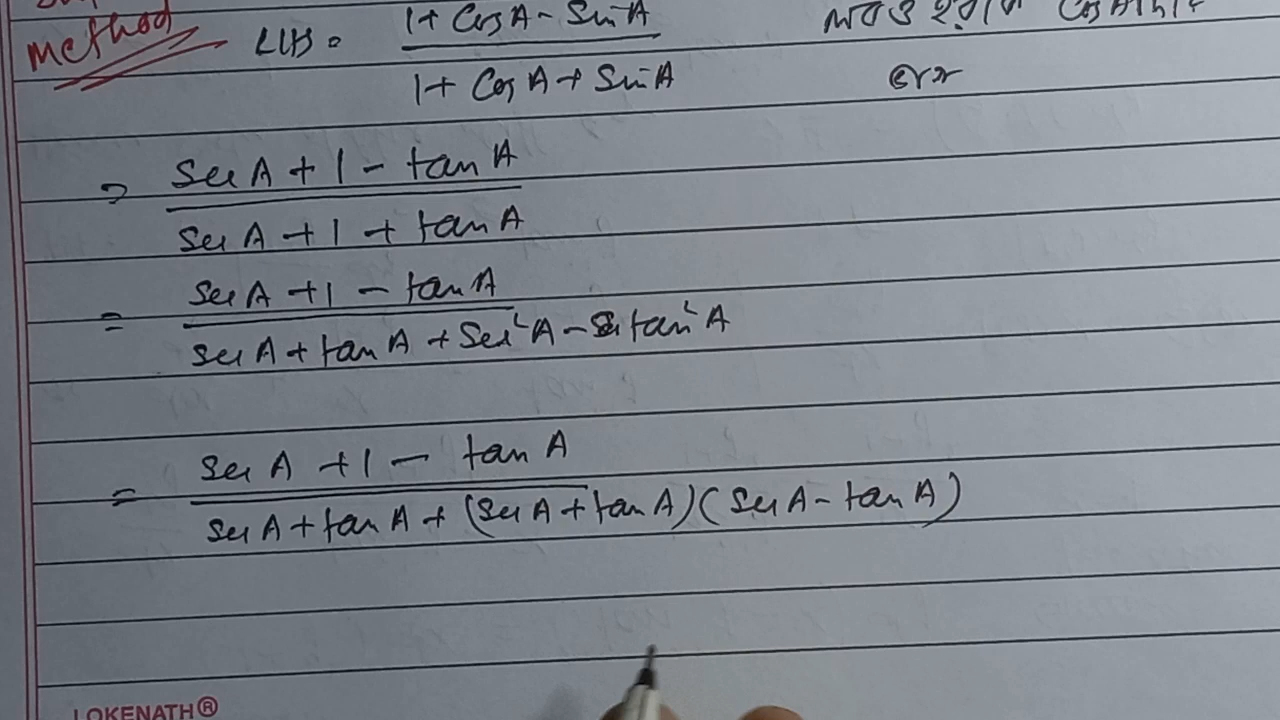 Method LHS = 1 + Cos A - Sin A
1 + Cos A + Sin A
= Sec A + 1 - tan A
Sec A + 1 + tan A
= Sec A + 1 - tan A
Sec A + tan A + Sec²A - tan²A
= Sec A + 1 - tan A
Sec A + tan A + (Sec A + tan A)(Sec A - tan A)
LOKENATH®